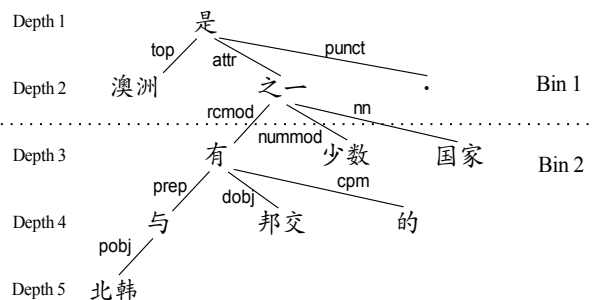 Depth 1 是
top attr punct
Depth 2 澳洲 之一 . Bin 1
rcmod nummod nn
Depth 3 有 少数 国家 Bin 2
prep dobj cpm
Depth 4 与 邦交 的
pobj
Depth 5 北韩